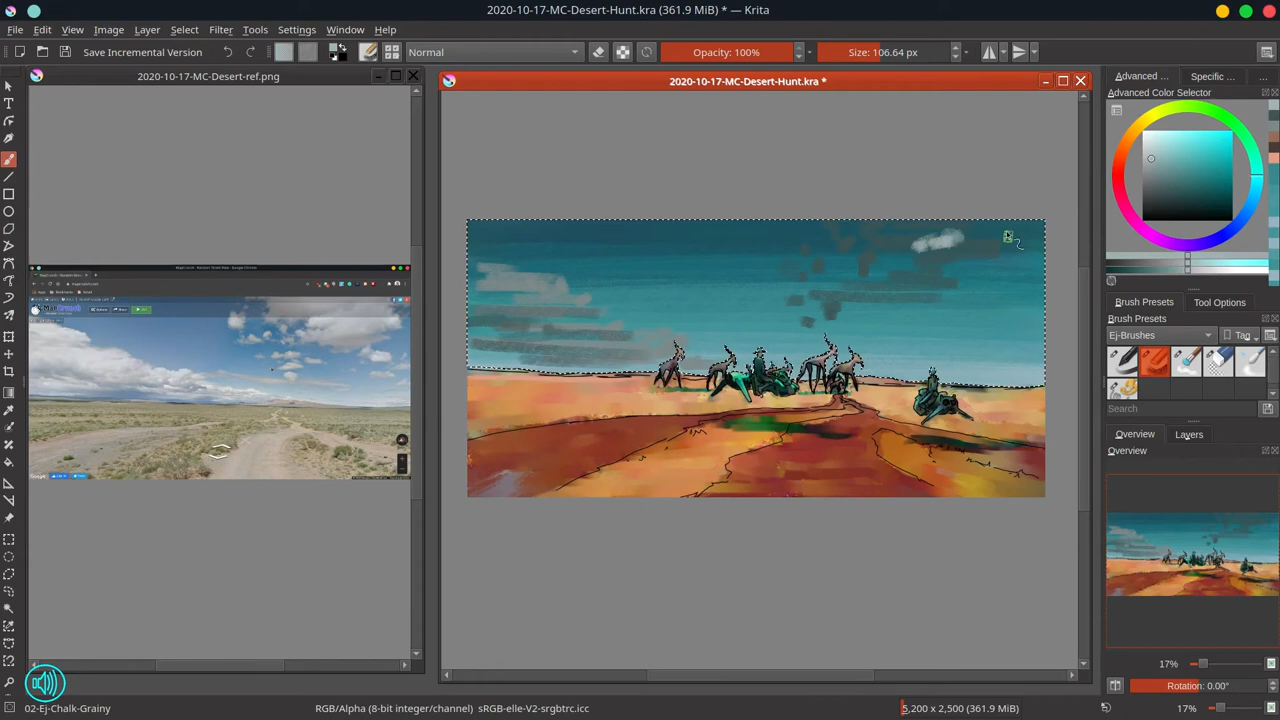 2020-10-17-MC-Desert-Hunt.kra (361.9 MiB) * — Krita
File Edit View Image Layer Select Filter Tools Settings Window Help
Save Incremental Version Normal Opacity: 100% Size: 106.64 px
2020-10-17-MC-Desert-ref.png
2020-10-17-MC-Desert-Hunt.kra *
Advanced ... Specific ... ...
Advanced Color Selector
Brush Presets Tool Options
Brush Presets
Ej-Brushes Tag
Search
Overview Layers
Overview
17%
Rotation: 0.00°
02-Ej-Chalk-Grainy RGB/Alpha (8-bit integer/channel) sRGB-elle-V2-srgbtrc.icc 5,200 x 2,500 (361.9 MiB) 17%